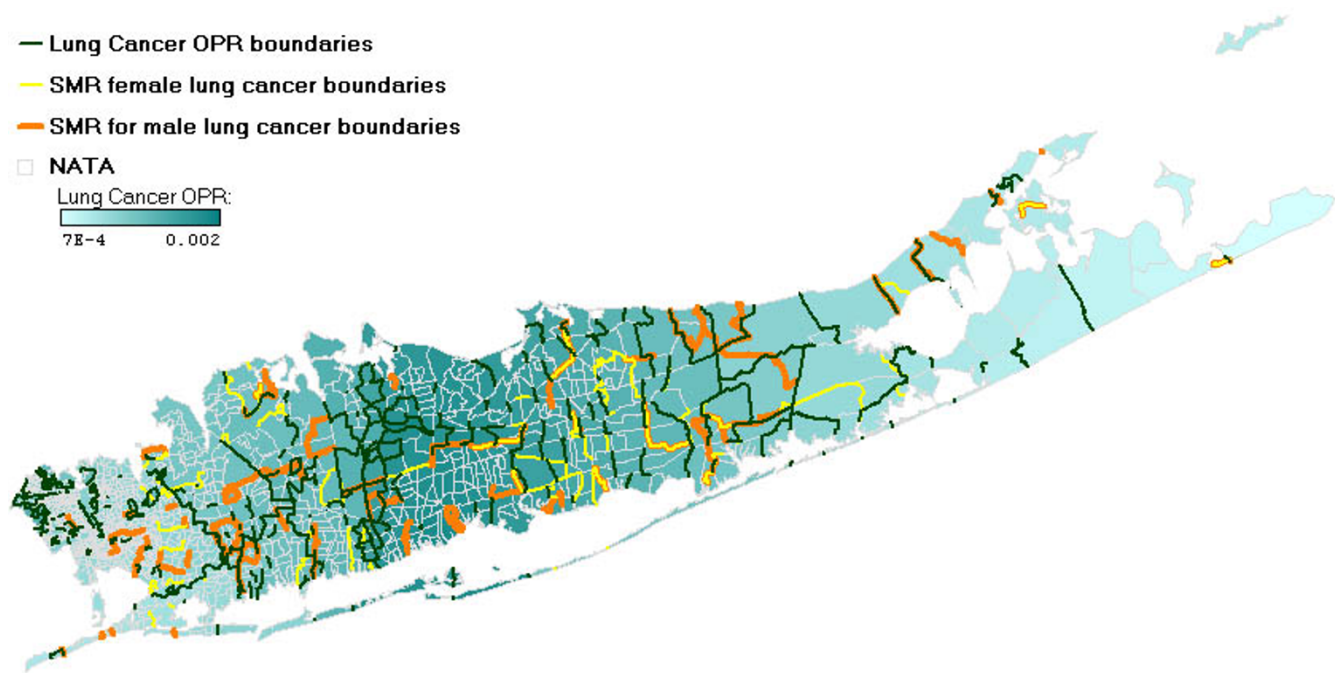 Lung Cancer OPR boundaries
SMR female lung cancer boundaries
SMR for male lung cancer boundaries
NATA
Lung Cancer OPR:
7E-4 0.002